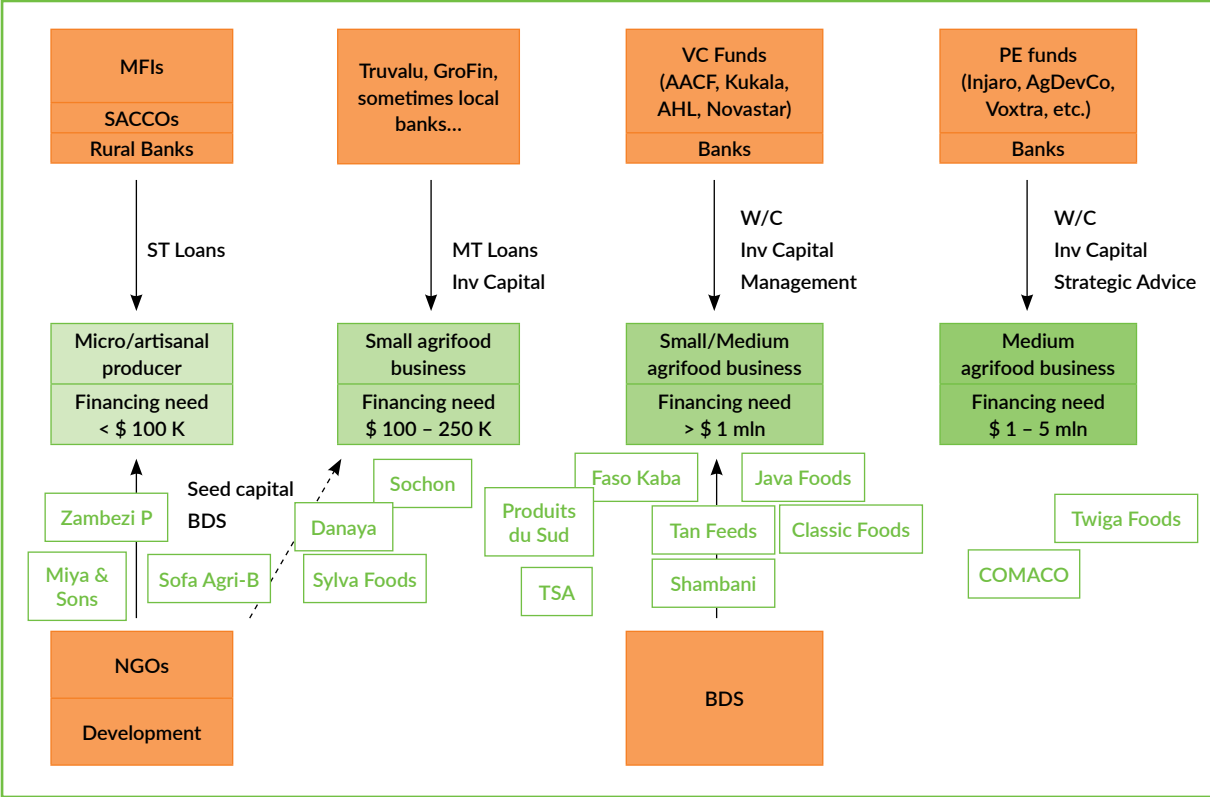 MFIs
SACCOs
Rural Banks
Truvalu, GroFin,
sometimes local
banks...
VC Funds
(AACF, Kukala,
AHL, Novastar)
Banks
PE funds
(Injaro, AgDevCo,
Voxtra, etc.)
Banks
ST Loans
MT Loans
Inv Capital
W/C
Inv Capital
Management
W/C
Inv Capital
Strategic Advice
Micro/artisanal
producer
Financing need
< $ 100 K
Small agrifood
business
Financing need
$ 100 – 250 K
Small/Medium
agrifood business
Financing need
> $ 1 mln
Medium
agrifood business
Financing need
$ 1 – 5 mln
Seed capital
BDS
Zambezi P
Miya &
Sons
Sofa Agri-B
Sochon
Danaya
Sylva Foods
Faso Kaba
Produits
du Sud
TSA
Java Foods
Tan Feeds
Classic Foods
Shambani
Twiga Foods
COMACO
NGOs
Development
BDS